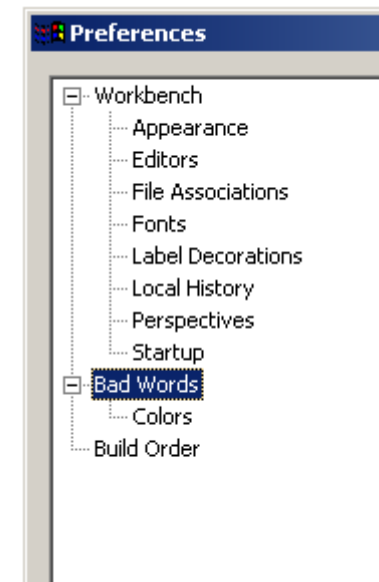 Preferences
Workbench
Appearance
Editors
File Associations
Fonts
Label Decorations
Local History
Perspectives
Startup
Bad Words
Colors
Build Order